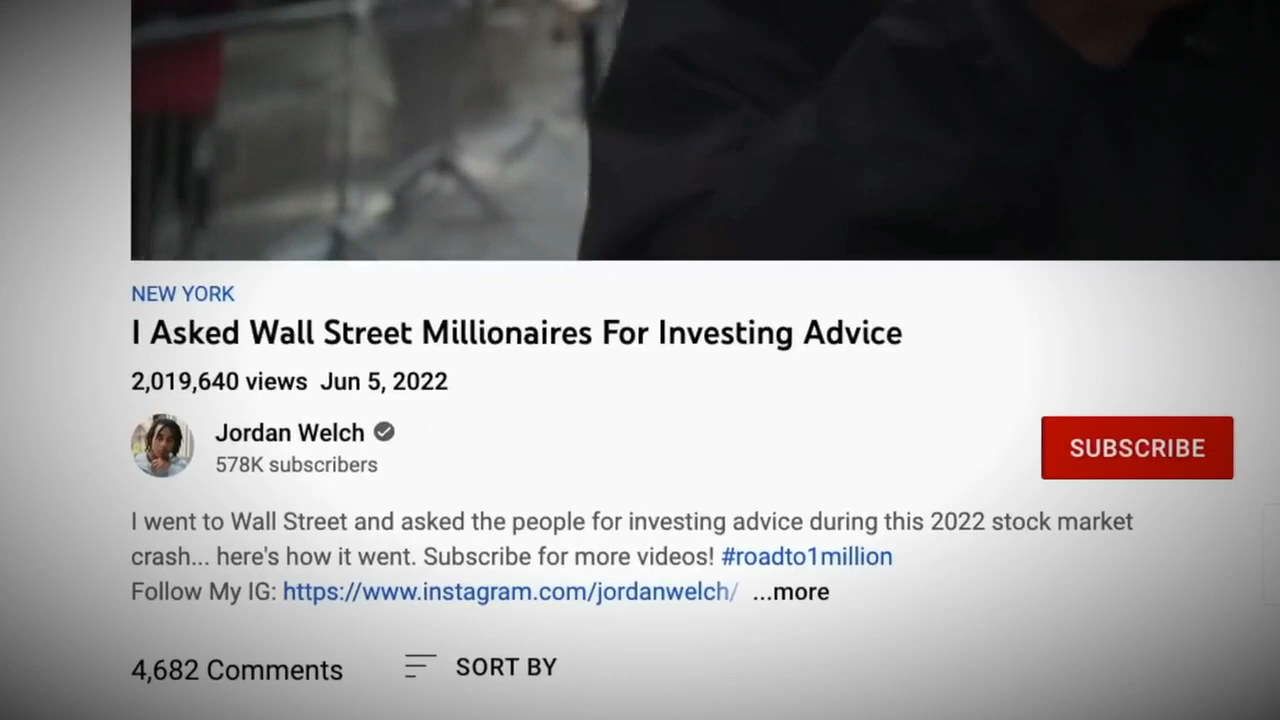 NEW YORK
I Asked Wall Street Millionaires For Investing Advice
2,019,640 views Jun 5, 2022
Jordan Welch
578K subscribers
SUBSCRIBE
I went to Wall Street and asked the people for investing advice during this 2022 stock market
crash... here's how it went. Subscribe for more videos! #roadto1million
Follow My IG: https://www.instagram.com/jordanwelch/ ...more
4,682 Comments
SORT BY